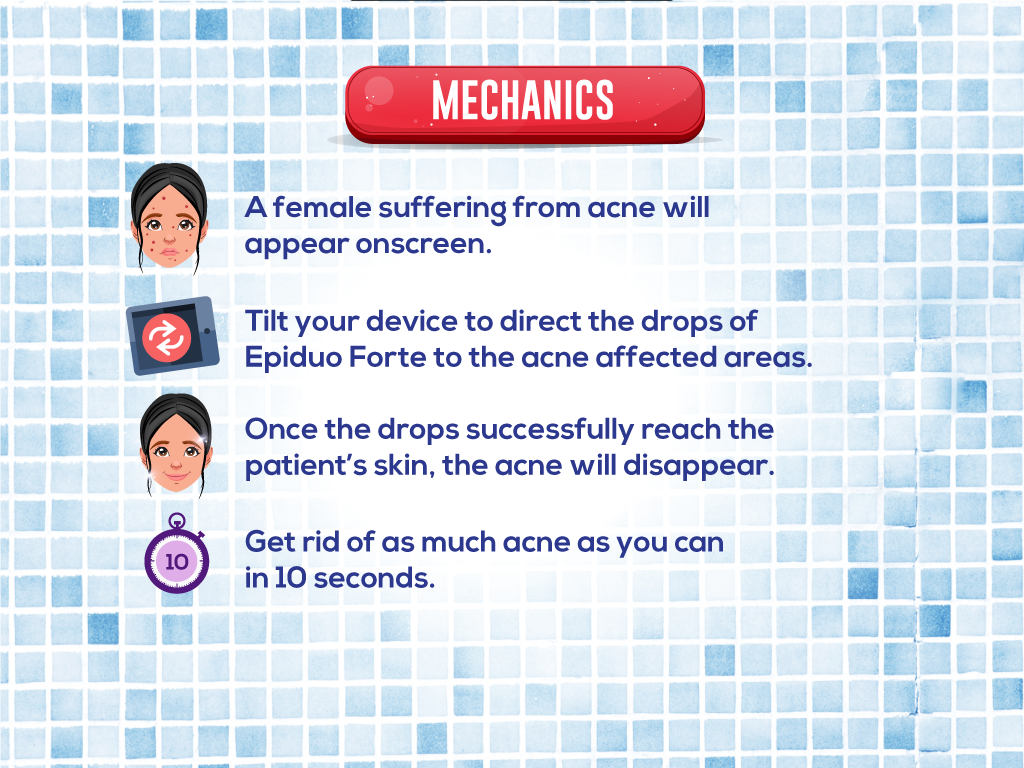 MECHANICS
A female suffering from acne will
appear onscreen.
Tilt your device to direct the drops of
Epiduo Forte to the acne affected areas.
Once the drops successfully reach the
patient's skin, the acne will disappear.
10
Get rid of as much acne as you can
in 10 seconds.